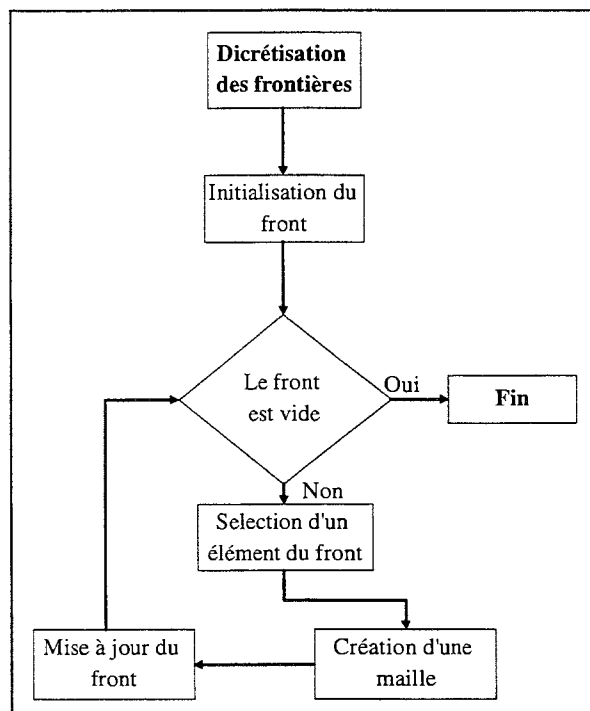 Dicrétisation
des frontières
Initialisation du
front
Le front
est vide
Oui
Fin
Non
Selection d'un
élément du front
Création d'une
maille
Mise à jour du
front